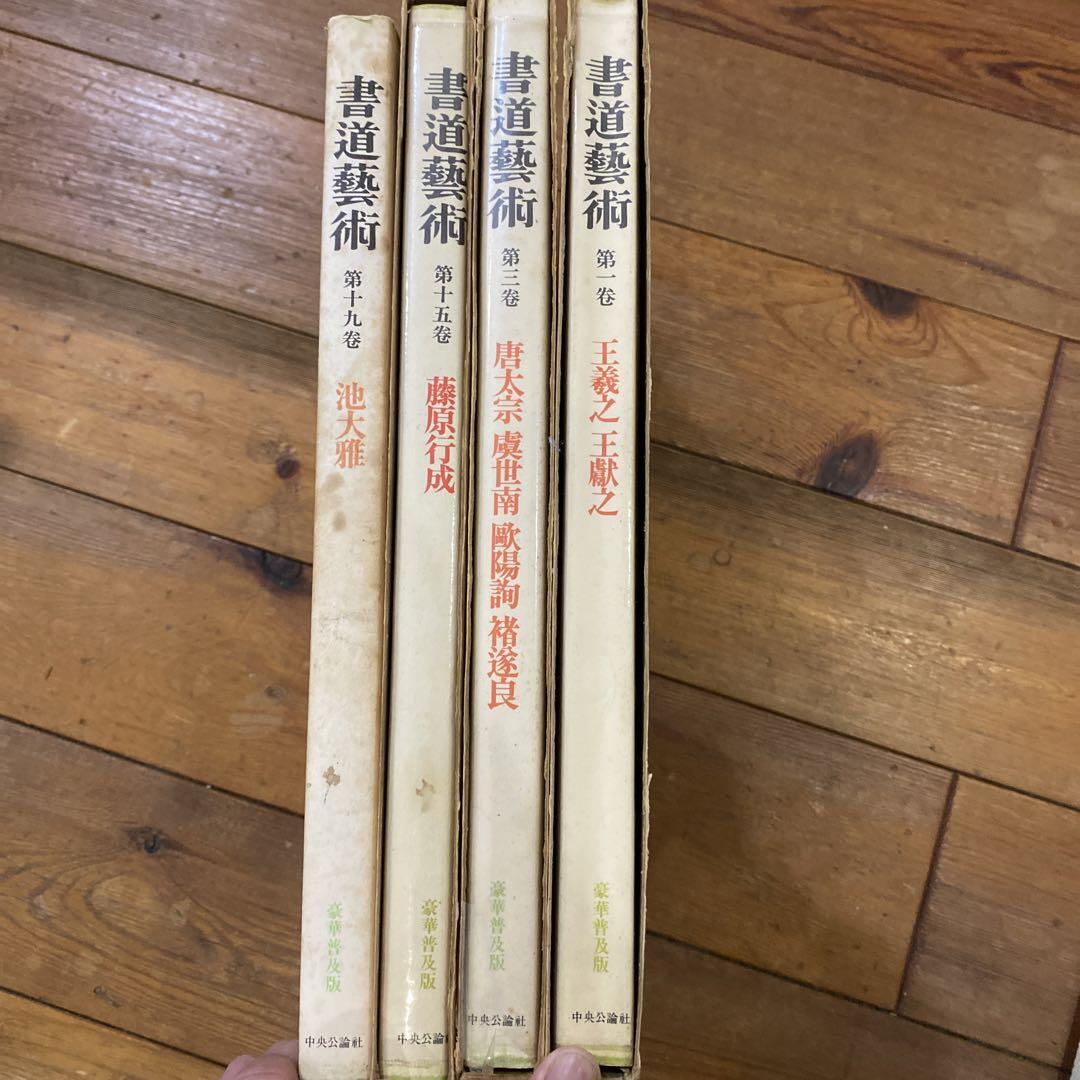 書道藝術
第一卷
王羲之 王獻之
豪華普及版
中央公論社
書道藝術
第三卷
唐太宗 虞世南 歐陽詢 褚遂良
豪華普及版
中央公論社
書道藝術
第十五卷
藤原行成
豪華普及版
中央公論社
書道藝術
第十九卷
池大雅
豪華普及版
中央公論社